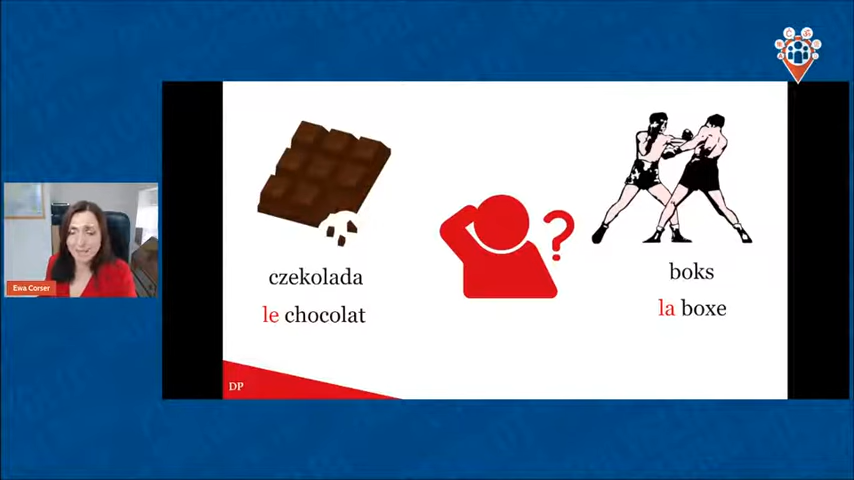 czekolada
le chocolat
?
boks
la boxe
DP
Ewa Corser